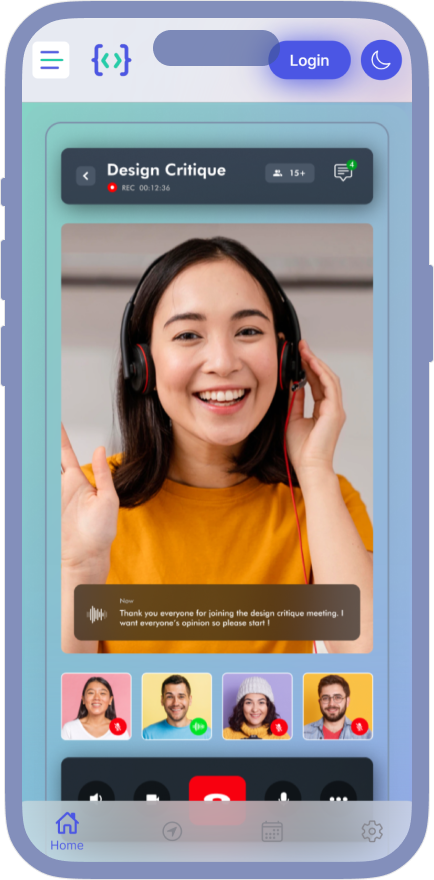 Login
Design Critique
REC 00:12:36
15+
4
Now
Thank you everyone for joining the design critique meeting. I
want everyone's opinion so please start !
Home